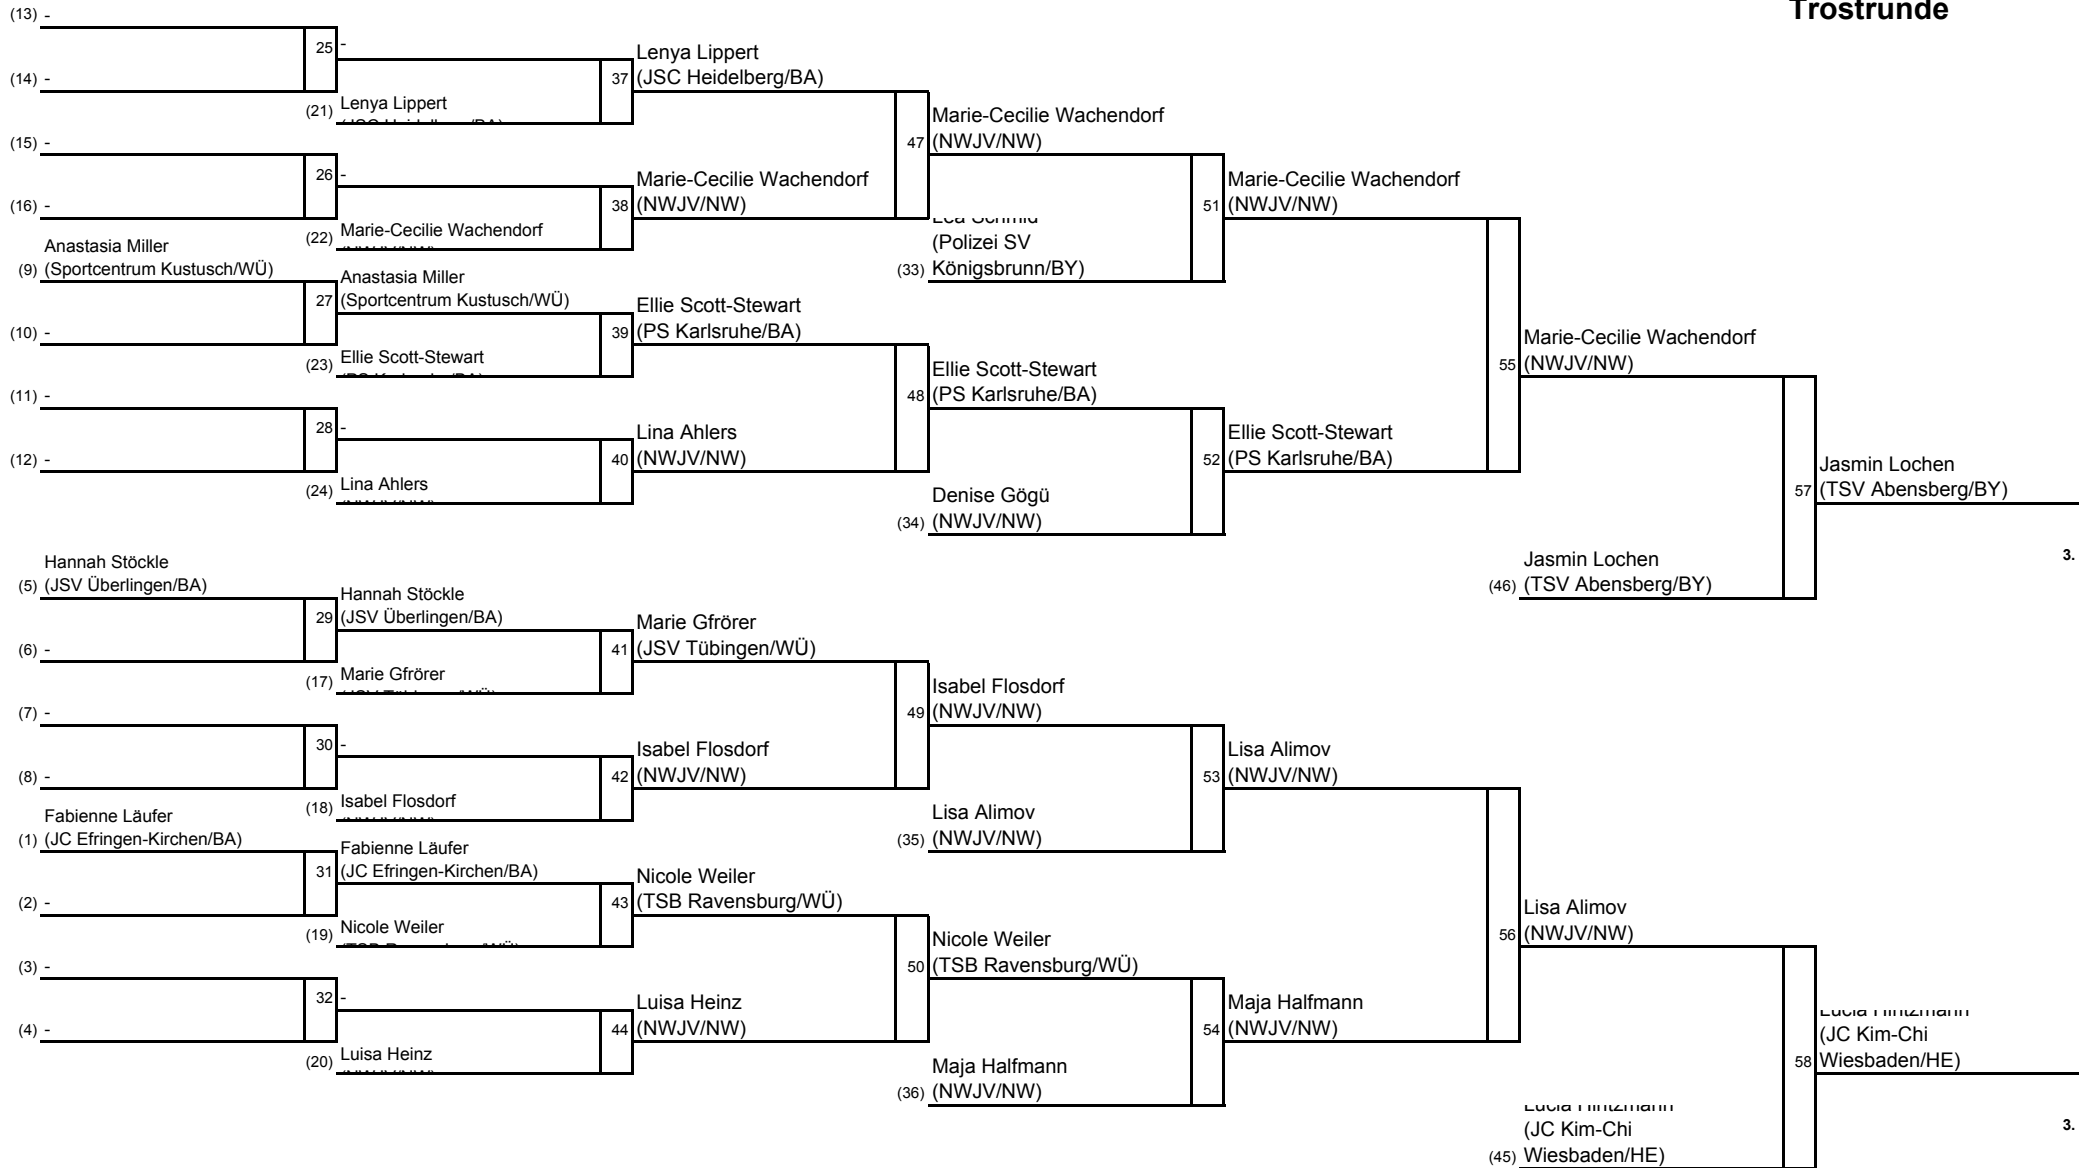 Trostrunde
(13) -
(14) -
25
-
(21) Lenya Lippert
37
Lenya Lippert
(JSC Heidelberg/BA)
(15) -
(16) -
26
-
(22) Marie-Cecilie Wachendorf
38
Marie-Cecilie Wachendorf
(NWJV/NW)
47
Marie-Cecilie Wachendorf
(NWJV/NW)
(Polizei SV
(33) Königsbrunn/BY)
51
Marie-Cecilie Wachendorf
(NWJV/NW)
Anastasia Miller
(9) (Sportcentrum Kustusch/WÜ)
(10) -
27
Anastasia Miller
(Sportcentrum Kustusch/WÜ)
(23) Ellie Scott-Stewart
39
Ellie Scott-Stewart
(PS Karlsruhe/BA)
(11) -
(12) -
28
-
(24) Lina Ahlers
40
Lina Ahlers
(NWJV/NW)
48
Ellie Scott-Stewart
(PS Karlsruhe/BA)
Denise Gögü
(34) (NWJV/NW)
52
Ellie Scott-Stewart
(PS Karlsruhe/BA)
55
Marie-Cecilie Wachendorf
(NWJV/NW)
Jasmin Lochen
(46) (TSV Abensberg/BY)
57
Jasmin Lochen
(TSV Abensberg/BY)
3.
Hannah Stöckle
(5) (JSV Überlingen/BA)
(6) -
29
Hannah Stöckle
(JSV Überlingen/BA)
(17) Marie Gfrörer
41
Marie Gfrörer
(JSV Tübingen/WÜ)
(7) -
(8) -
30
-
(18) Isabel Flosdorf
42
Isabel Flosdorf
(NWJV/NW)
49
Isabel Flosdorf
(NWJV/NW)
Lisa Alimov
(35) (NWJV/NW)
53
Lisa Alimov
(NWJV/NW)
Fabienne Läufer
(1) (JC Efringen-Kirchen/BA)
(2) -
31
Fabienne Läufer
(JC Efringen-Kirchen/BA)
(19) Nicole Weiler
43
Nicole Weiler
(TSB Ravensburg/WÜ)
(3) -
(4) -
32
-
(20) Luisa Heinz
44
Luisa Heinz
(NWJV/NW)
50
Nicole Weiler
(TSB Ravensburg/WÜ)
Maja Halfmann
(36) (NWJV/NW)
54
Maja Halfmann
(NWJV/NW)
56
Lisa Alimov
(NWJV/NW)
(JC Kim-Chi
(45) Wiesbaden/HE)
58
(JC Kim-Chi
Wiesbaden/HE)
3.